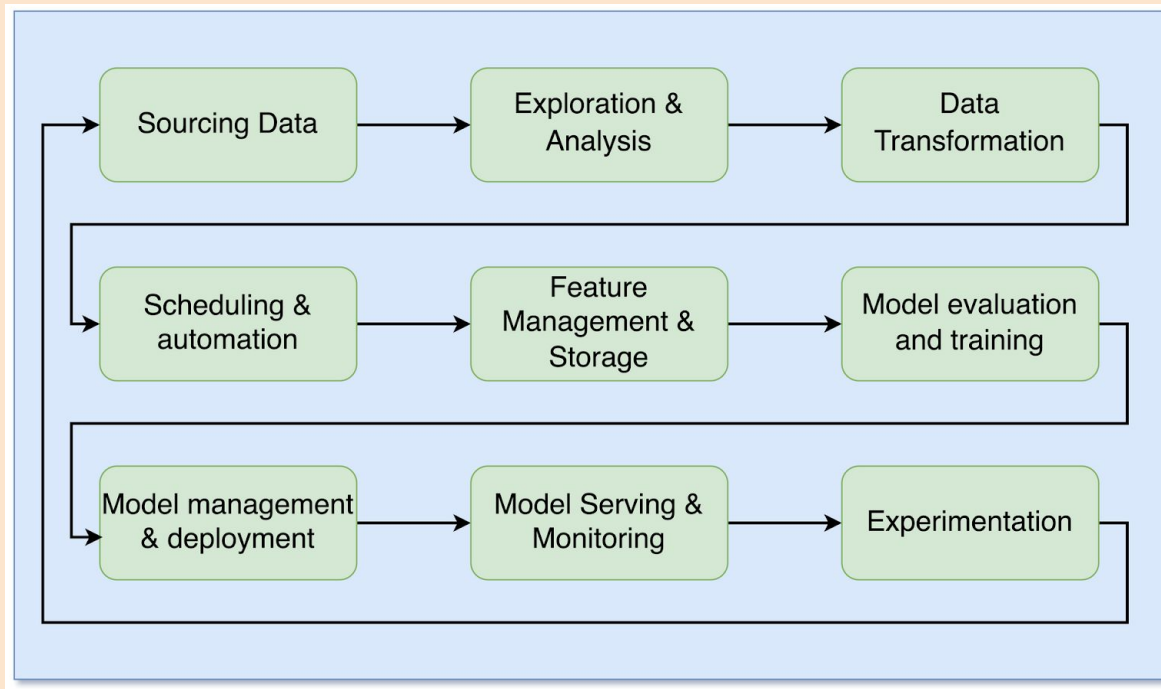 Sourcing Data
Exploration &
Analysis
Data
Transformation
Scheduling &
automation
Feature
Management &
Storage
Model evaluation
and training
Model management
& deployment
Model Serving &
Monitoring
Experimentation